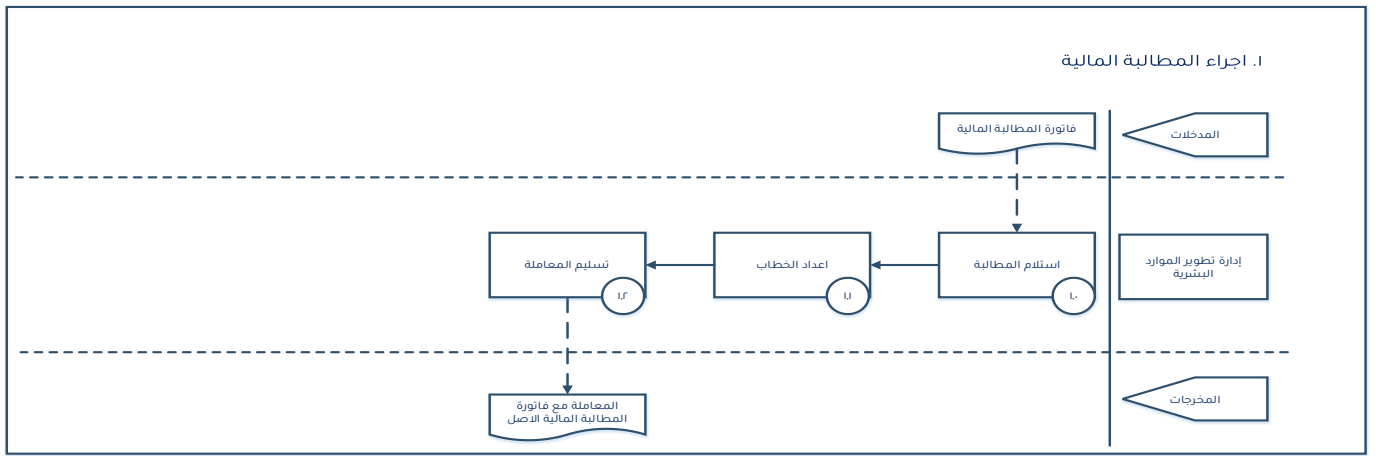 ١. اجراء المطالبة المالية
المدخلات
فاتورة المطالبة المالية
إدارة تطوير الموارد
البشرية
استلام المطالبة
١.٠
اعداد الخطاب
١.١
تسليم المعاملة
١.٢
المخرجات
المعاملة مع فاتورة
المطالبة المالية الاصل